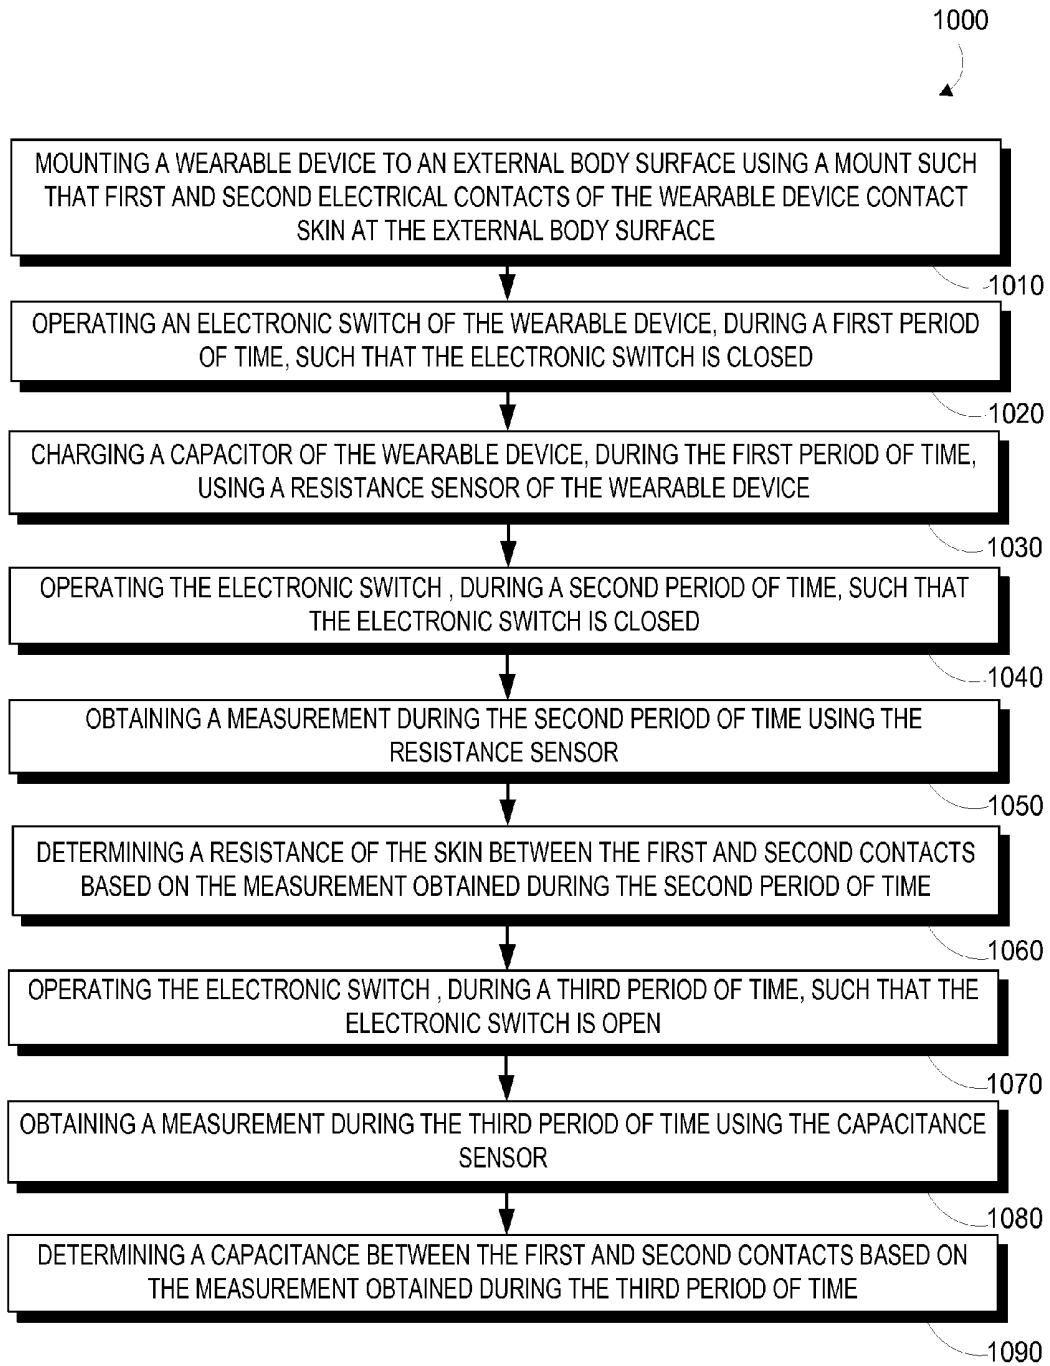 1000
MOUNTING A WEARABLE DEVICE TO AN EXTERNAL BODY SURFACE USING A MOUNT SUCH
THAT FIRST AND SECOND ELECTRICAL CONTACTS OF THE WEARABLE DEVICE CONTACT
SKIN AT THE EXTERNAL BODY SURFACE
1010
OPERATING AN ELECTRONIC SWITCH OF THE WEARABLE DEVICE, DURING A FIRST PERIOD
OF TIME, SUCH THAT THE ELECTRONIC SWITCH IS CLOSED
1020
CHARGING A CAPACITOR OF THE WEARABLE DEVICE, DURING THE FIRST PERIOD OF TIME,
USING A RESISTANCE SENSOR OF THE WEARABLE DEVICE
1030
OPERATING THE ELECTRONIC SWITCH , DURING A SECOND PERIOD OF TIME, SUCH THAT
THE ELECTRONIC SWITCH IS CLOSED
1040
OBTAINING A MEASUREMENT DURING THE SECOND PERIOD OF TIME USING THE
RESISTANCE SENSOR
1050
DETERMINING A RESISTANCE OF THE SKIN BETWEEN THE FIRST AND SECOND CONTACTS
BASED ON THE MEASUREMENT OBTAINED DURING THE SECOND PERIOD OF TIME
1060
OPERATING THE ELECTRONIC SWITCH , DURING A THIRD PERIOD OF TIME, SUCH THAT THE
ELECTRONIC SWITCH IS OPEN
1070
OBTAINING A MEASUREMENT DURING THE THIRD PERIOD OF TIME USING THE CAPACITANCE
SENSOR
1080
DETERMINING A CAPACITANCE BETWEEN THE FIRST AND SECOND CONTACTS BASED ON
THE MEASUREMENT OBTAINED DURING THE THIRD PERIOD OF TIME
1090